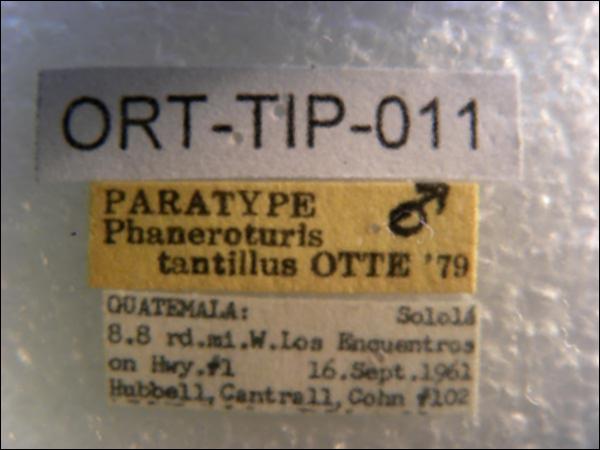 ORT-TIP-011
PARATYPE ♂
Phaneroturis
tantillus OTTE '79
GUATEMALA: Sololá
8.8 rd.mi.W.Los Enquentros
on Hwy.#1 16.Sept.1961
Hubbell,Cantrall,Cohn #102